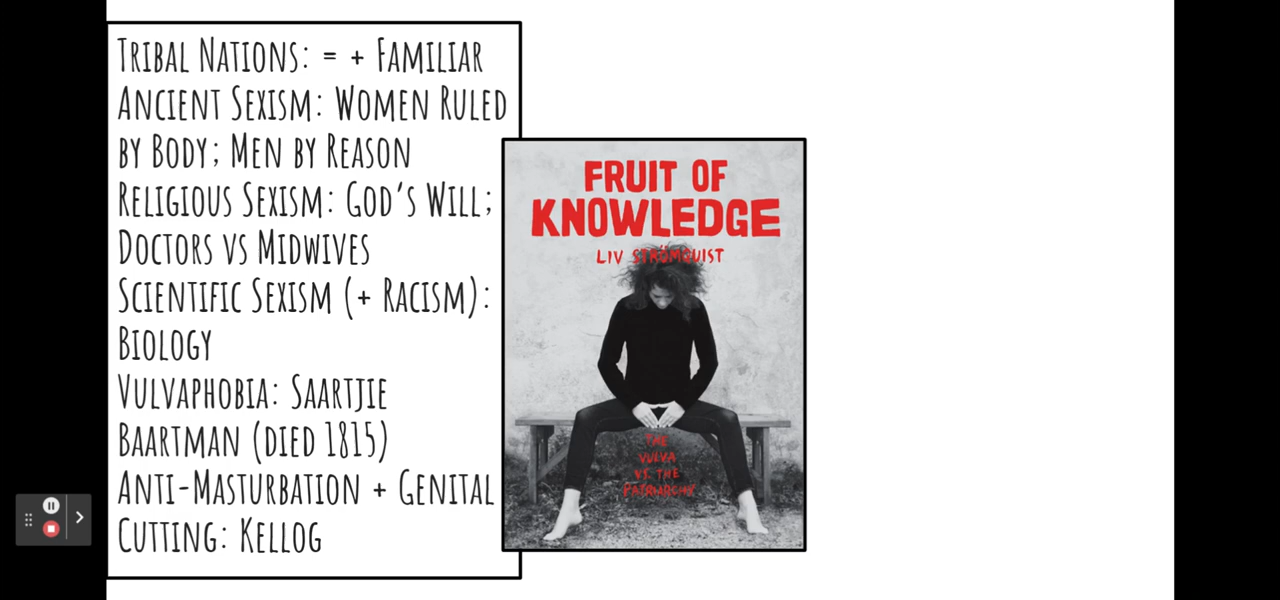 Tribal Nations: = + Familiar
Ancient Sexism: Women Ruled
by Body; Men by Reason
Religious Sexism: God's Will;
Doctors vs Midwives
Scientific Sexism (+ Racism):
Biology
Vulvaphobia: Saartjie
Baartman (died 1815)
Anti-Masturbation + Genital
Cutting: Kellog
FRUIT OF
KNOWLEDGE
LIV STRÖMQUIST
THE
VULVA
VS. THE
PATRIARCHY